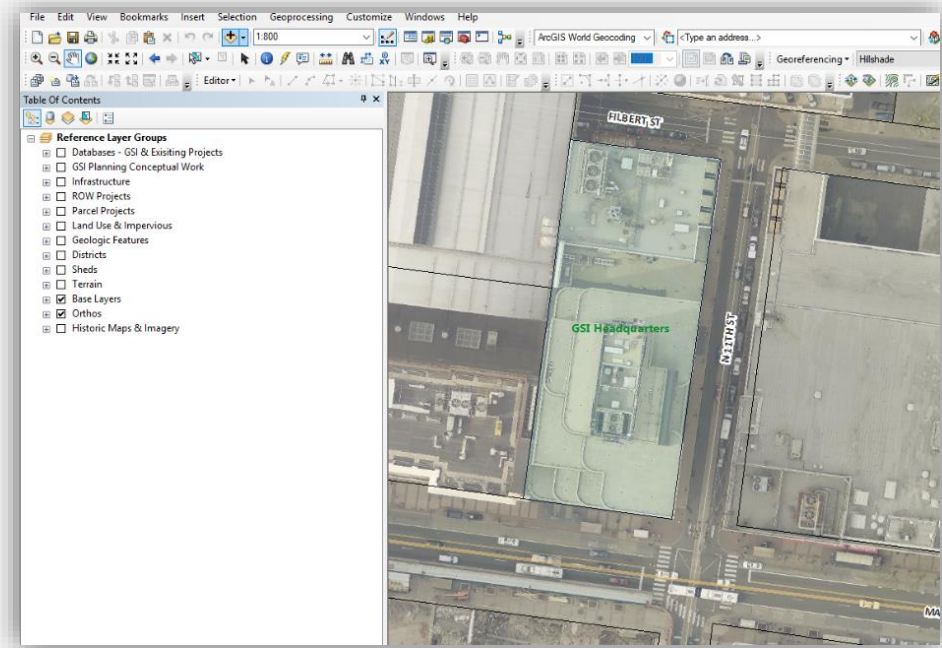 File Edit View Bookmarks Insert Selection Geoprocessing Customize Windows Help
1:800 ArcGIS World Geocoding <Type an address...>
Georeferencing Hillshade
Editor
Table Of Contents
Reference Layer Groups
Databases - GSI & Exisiting Projects
GSI Planning Conceptual Work
Infrastructure
ROW Projects
Parcel Projects
Land Use & Impervious
Geologic Features
Districts
Sheds
Terrain
Base Layers
Orthos
Historic Maps & Imagery
FILBERT ST
GSI Headquarters
N 11TH ST
MA